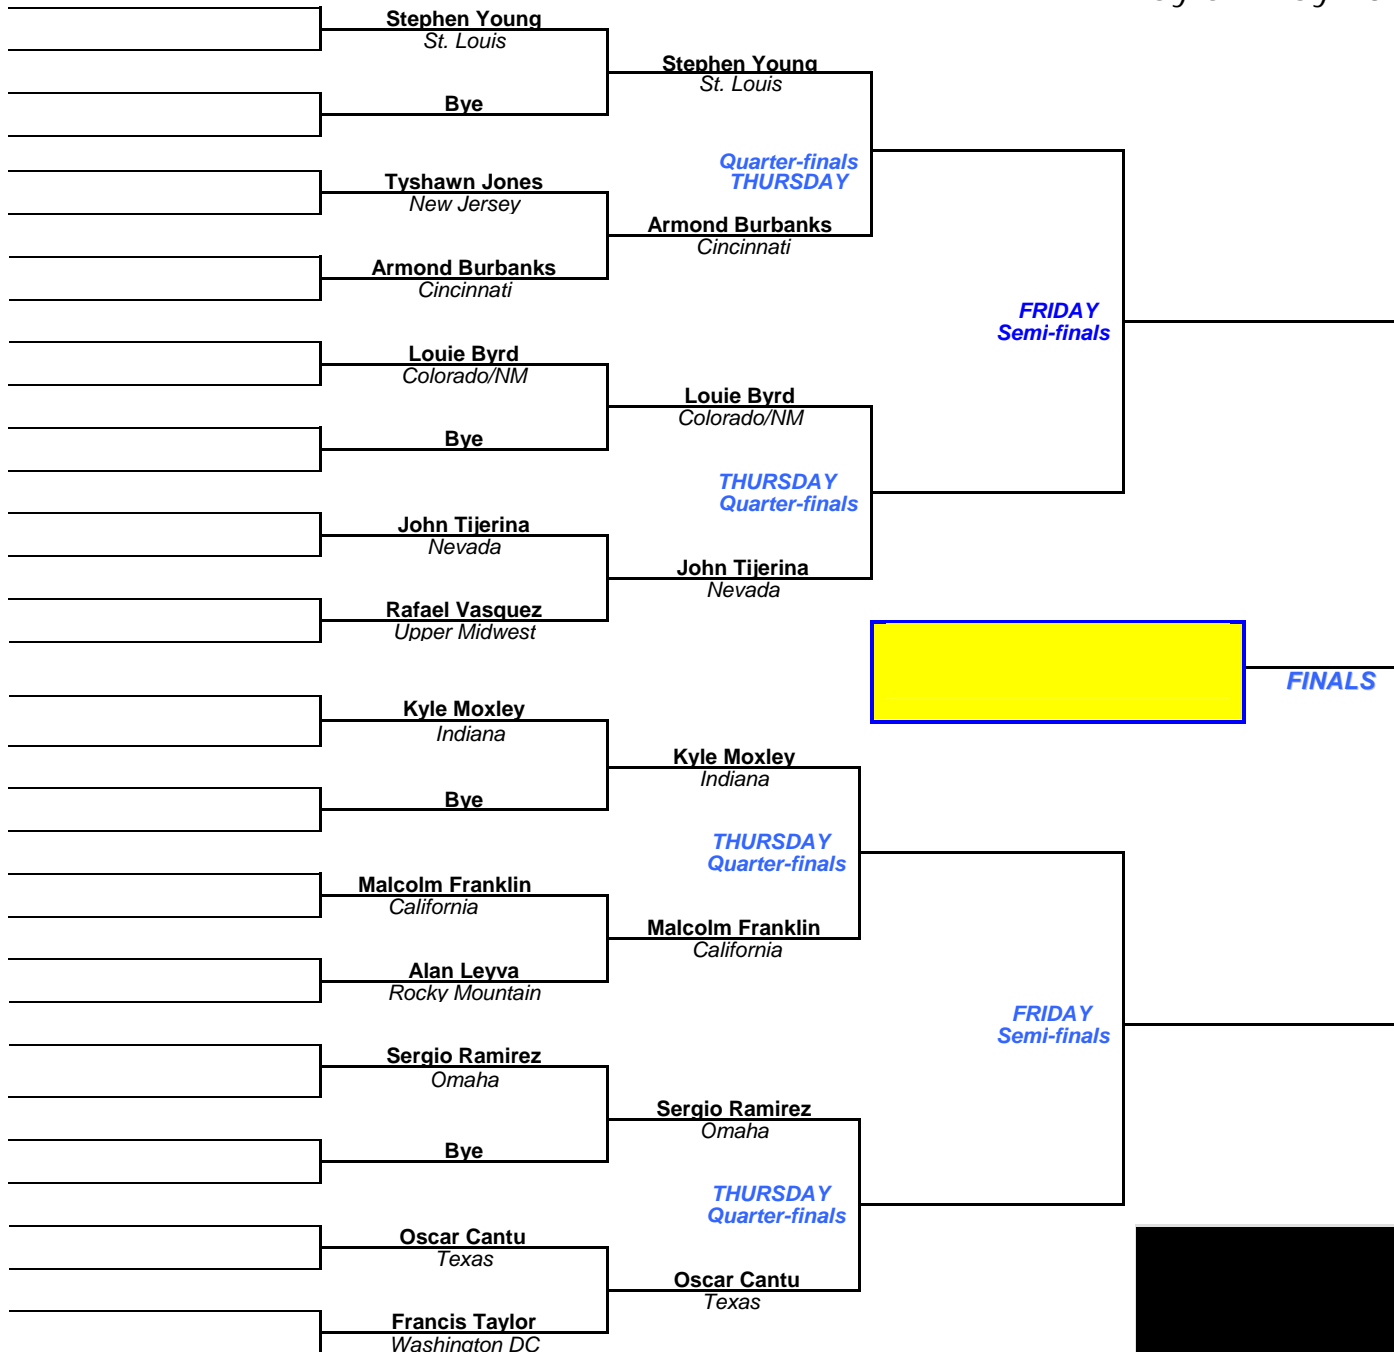 Stephen Young
St. Louis
Stephen Young
St. Louis
Bye
Quarter-finals
THURSDAY
Tyshawn Jones
New Jersey
Armond Burbanks
Cincinnati
Armond Burbanks
Cincinnati
FRIDAY
Semi-finals
Louie Byrd
Colorado/NM
Louie Byrd
Colorado/NM
Bye
THURSDAY
Quarter-finals
John Tijerina
Nevada
John Tijerina
Nevada
Rafael Vasquez
Upper Midwest
FINALS
Kyle Moxley
Indiana
Kyle Moxley
Indiana
Bye
THURSDAY
Quarter-finals
Malcolm Franklin
California
Malcolm Franklin
California
Alan Leyva
Rocky Mountain
FRIDAY
Semi-finals
Sergio Ramirez
Omaha
Sergio Ramirez
Omaha
Bye
THURSDAY
Quarter-finals
Oscar Cantu
Texas
Oscar Cantu
Texas
Francis Taylor
Washington DC